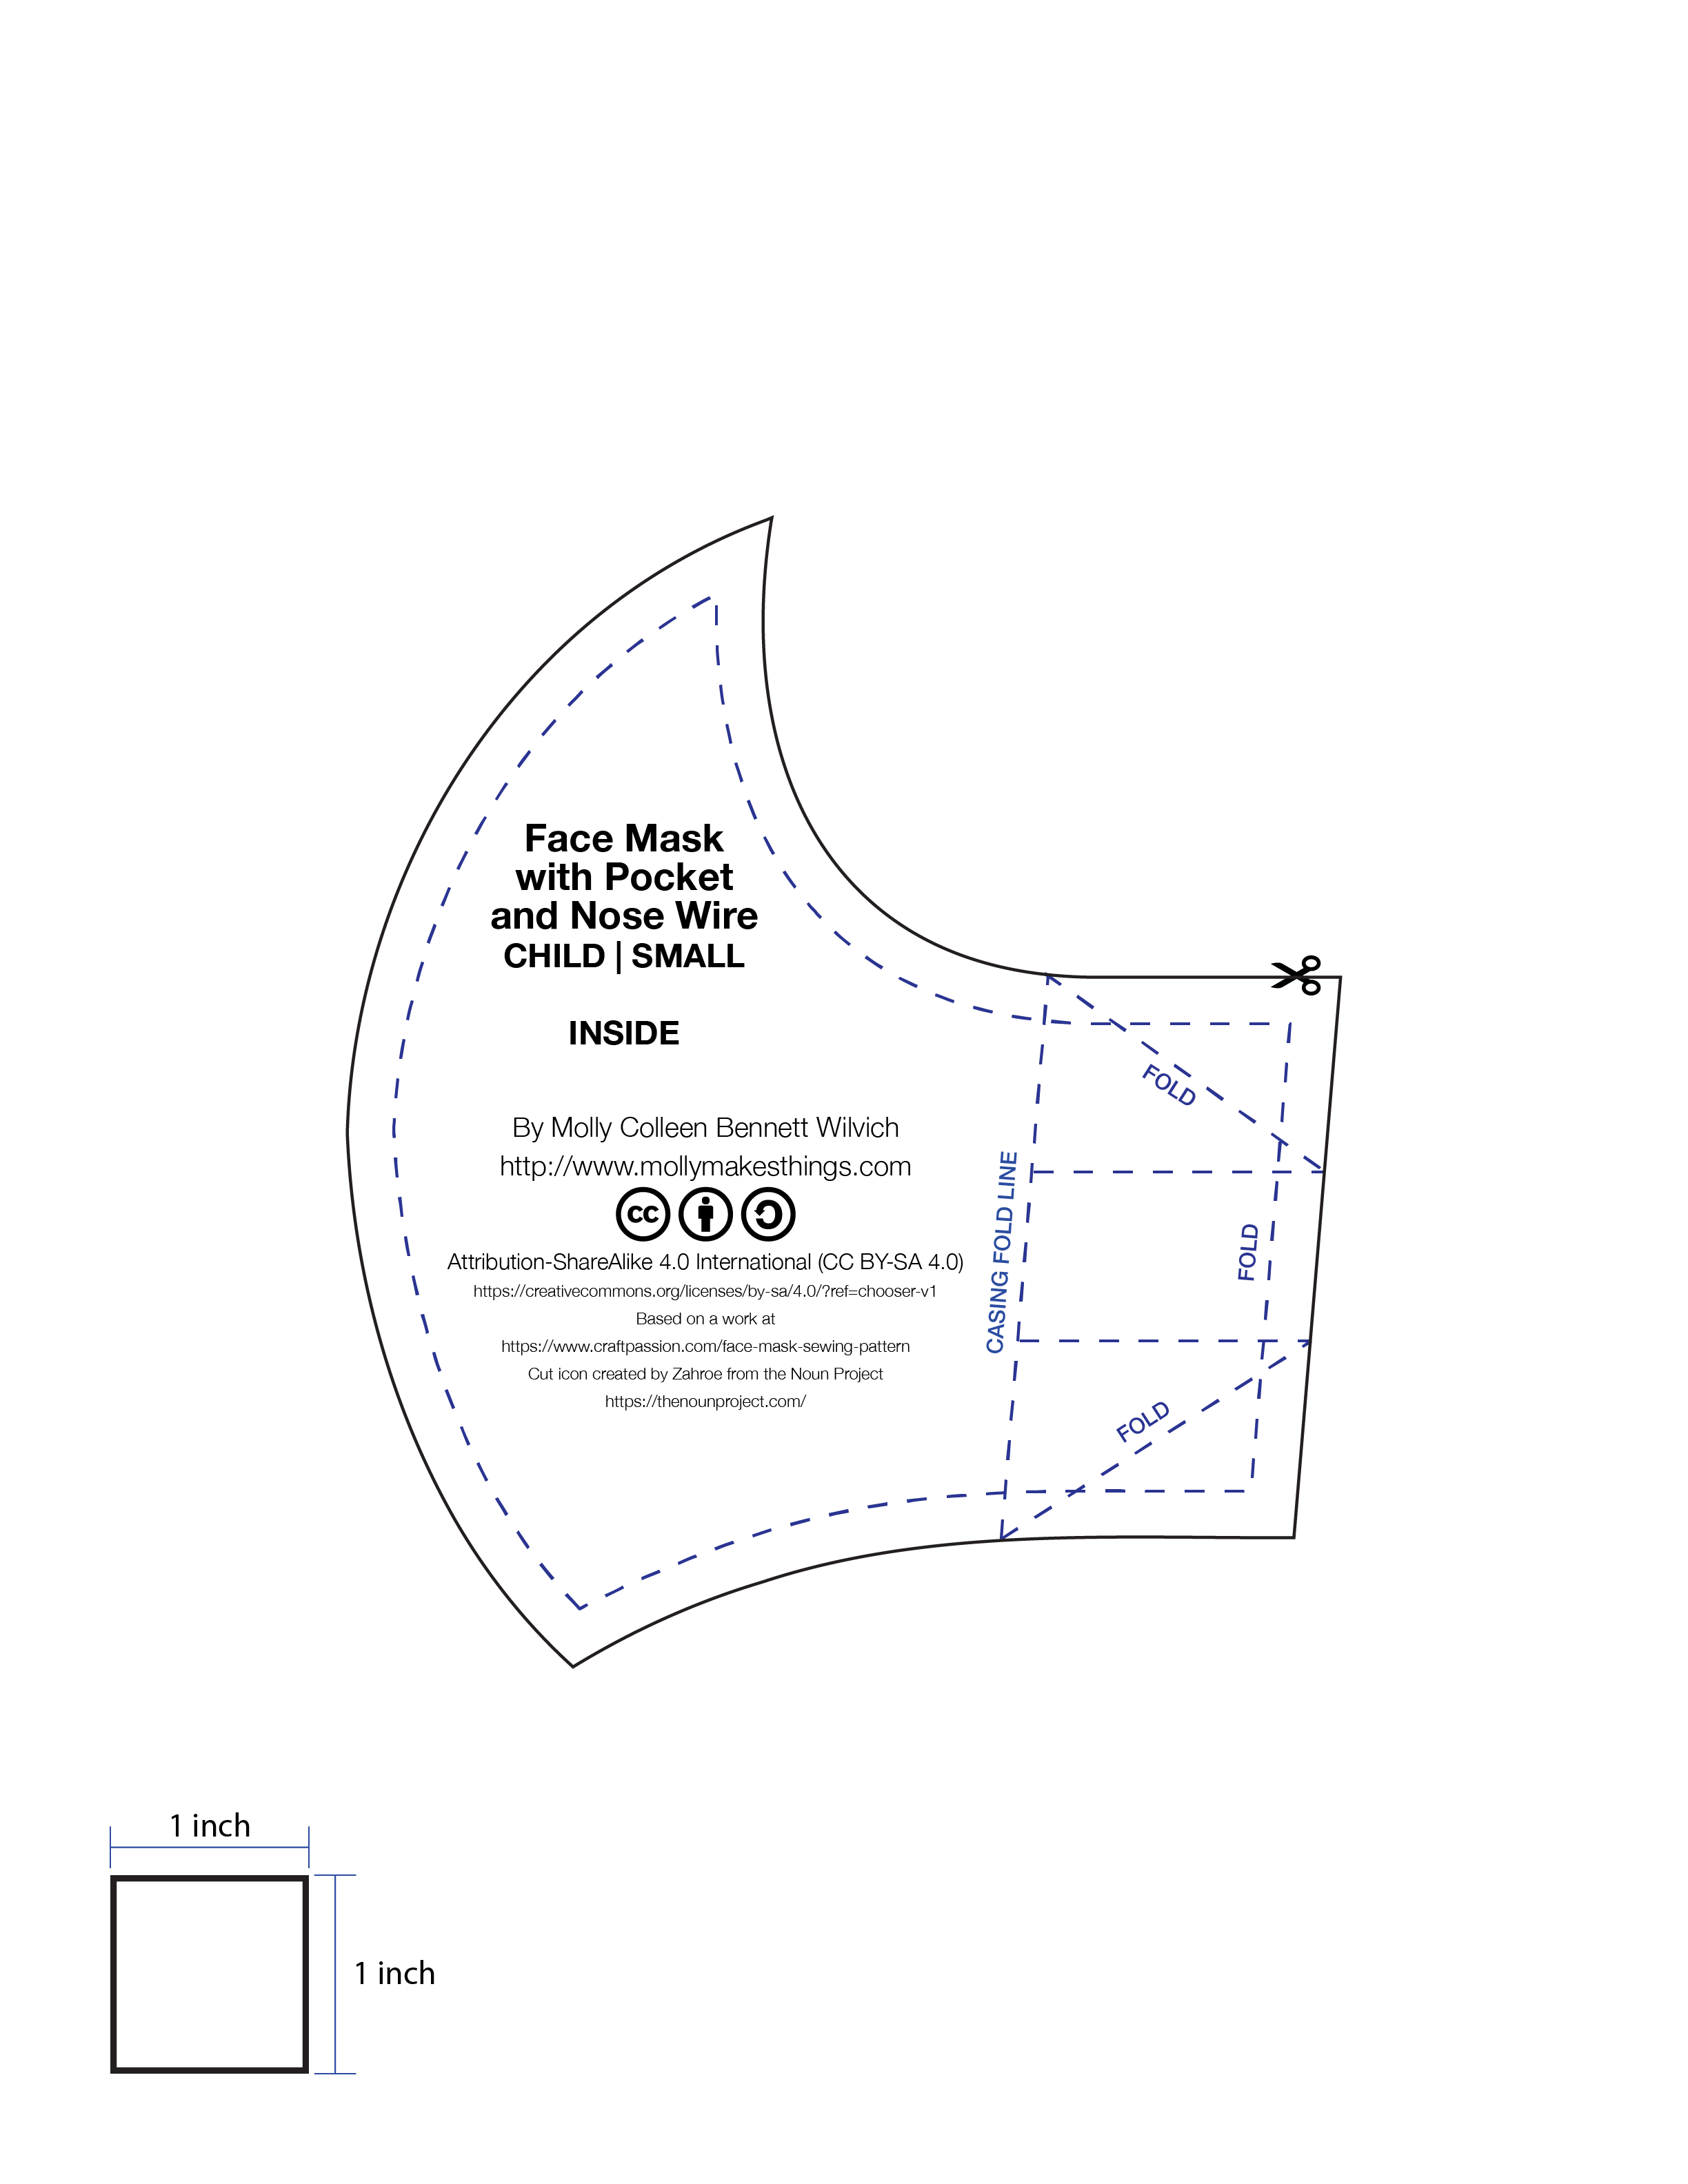 Face Mask
with Pocket
and Nose Wire
CHILD | SMALL
INSIDE
By Molly Colleen Bennett Wilvich
http://www.mollymakesthings.com
cc
Attribution-ShareAlike 4.0 International (CC BY-SA 4.0)
https://creativecommons.org/licenses/by-sa/4.0/?ref=chooser-v1
Based on a work at
https://www.craftpassion.com/face-mask-sewing-pattern
Cut icon created by Zahroe from the Noun Project
https://thenounproject.com/
CASING FOLD LINE
FOLD
FOLD
FOLD
1 inch
1 inch